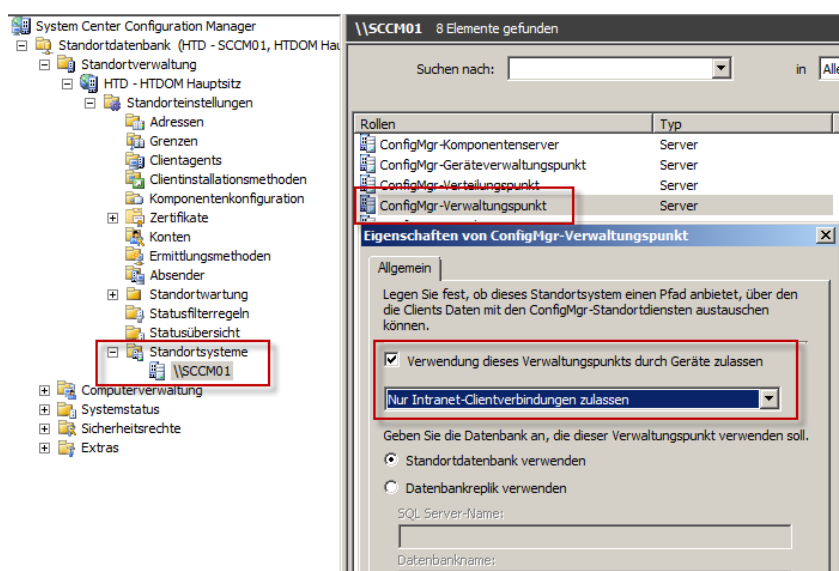 System Center Configuration Manager
Standortdatenbank (HTD - SCCM01, HTDOM Hau
Standortverwaltung
HTD - HTDOM Hauptsitz
Standorteinstellungen
Adressen
Grenzen
Clientagents
Clientinstallationsmethoden
Komponentenkonfiguration
Zertifikate
Konten
Ermittlungsmethoden
Absender
Standortwartung
Statusfilterregeln
Statusübersicht
Standortsysteme
\\SCCM01
Computerverwaltung
Systemstatus
Sicherheitsrechte
Extras
\\SCCM01 8 Elemente gefunden
Suchen nach: in Alle
Rollen Typ
ConfigMgr-Komponentenserver Server
ConfigMgr-Geräteverwaltungspunkt Server
ConfigMgr-Verteilungspunkt Server
ConfigMgr-Verwaltungspunkt Server
Eigenschaften von ConfigMgr-Verwaltungspunkt
Allgemein
Legen Sie fest, ob dieses Standortsystem einen Pfad anbietet, über den
die Clients Daten mit den ConfigMgr-Standortdiensten austauschen
können.
Verwendung dieses Verwaltungspunkts durch Geräte zulassen
Nur Intranet-Clientverbindungen zulassen
Geben Sie die Datenbank an, die dieser Verwaltungspunkt verwenden soll.
Standortdatenbank verwenden
Datenbankreplik verwenden
SQL Server-Name:
Datenbankname: